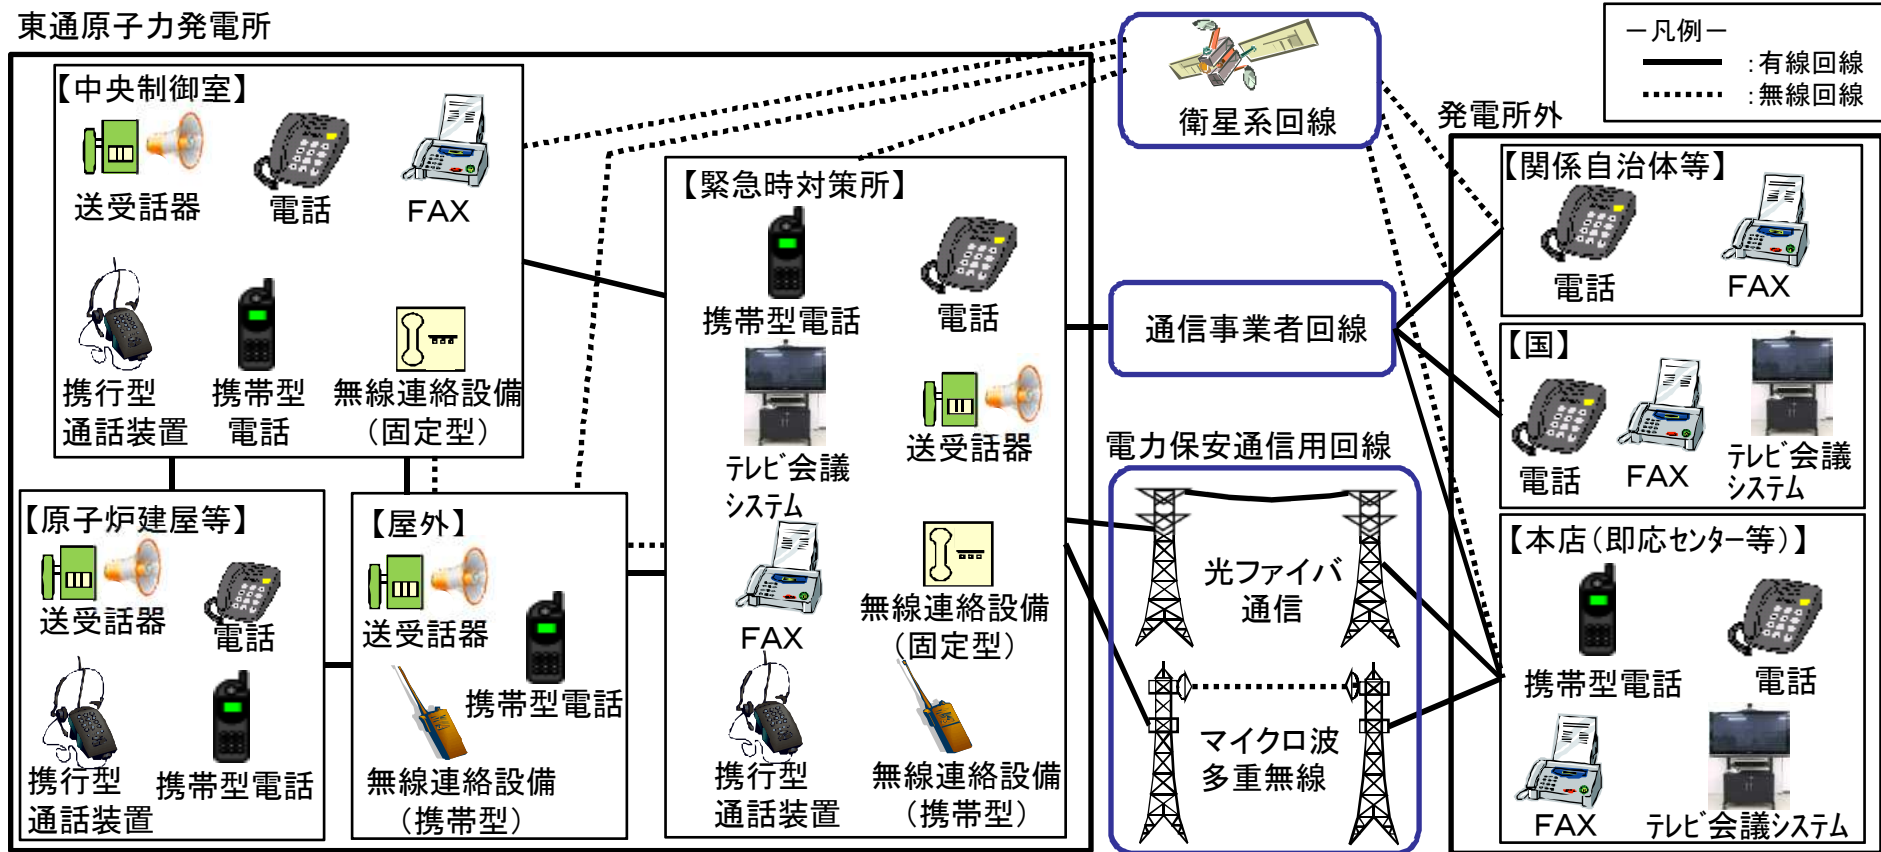 東通原子力発電所
【中央制御室】
送受話器
電話
FAX
携行型
通話装置
携帯型
電話
無線連絡設備
(固定型)
【原子炉建屋等】
送受話器
電話
携行型
通話装置
携帯型電話
【屋外】
送受話器
携帯型電話
無線連絡設備
(携帯型)
【緊急時対策所】
携帯型電話
電話
テレビ会議
システム
送受話器
FAX
無線連絡設備
(固定型)
携行型
通話装置
無線連絡設備
(携帯型)
衛星系回線
通信事業者回線
電力保安通信用回線
光ファイバ
通信
マイクロ波
多重無線
－凡例－
：有線回線
：無線回線
発電所外
【関係自治体等】
電話
FAX
【国】
電話
FAX
テレビ会議
システム
【本店(即応センター等)】
携帯型電話
電話
FAX
テレビ会議システム